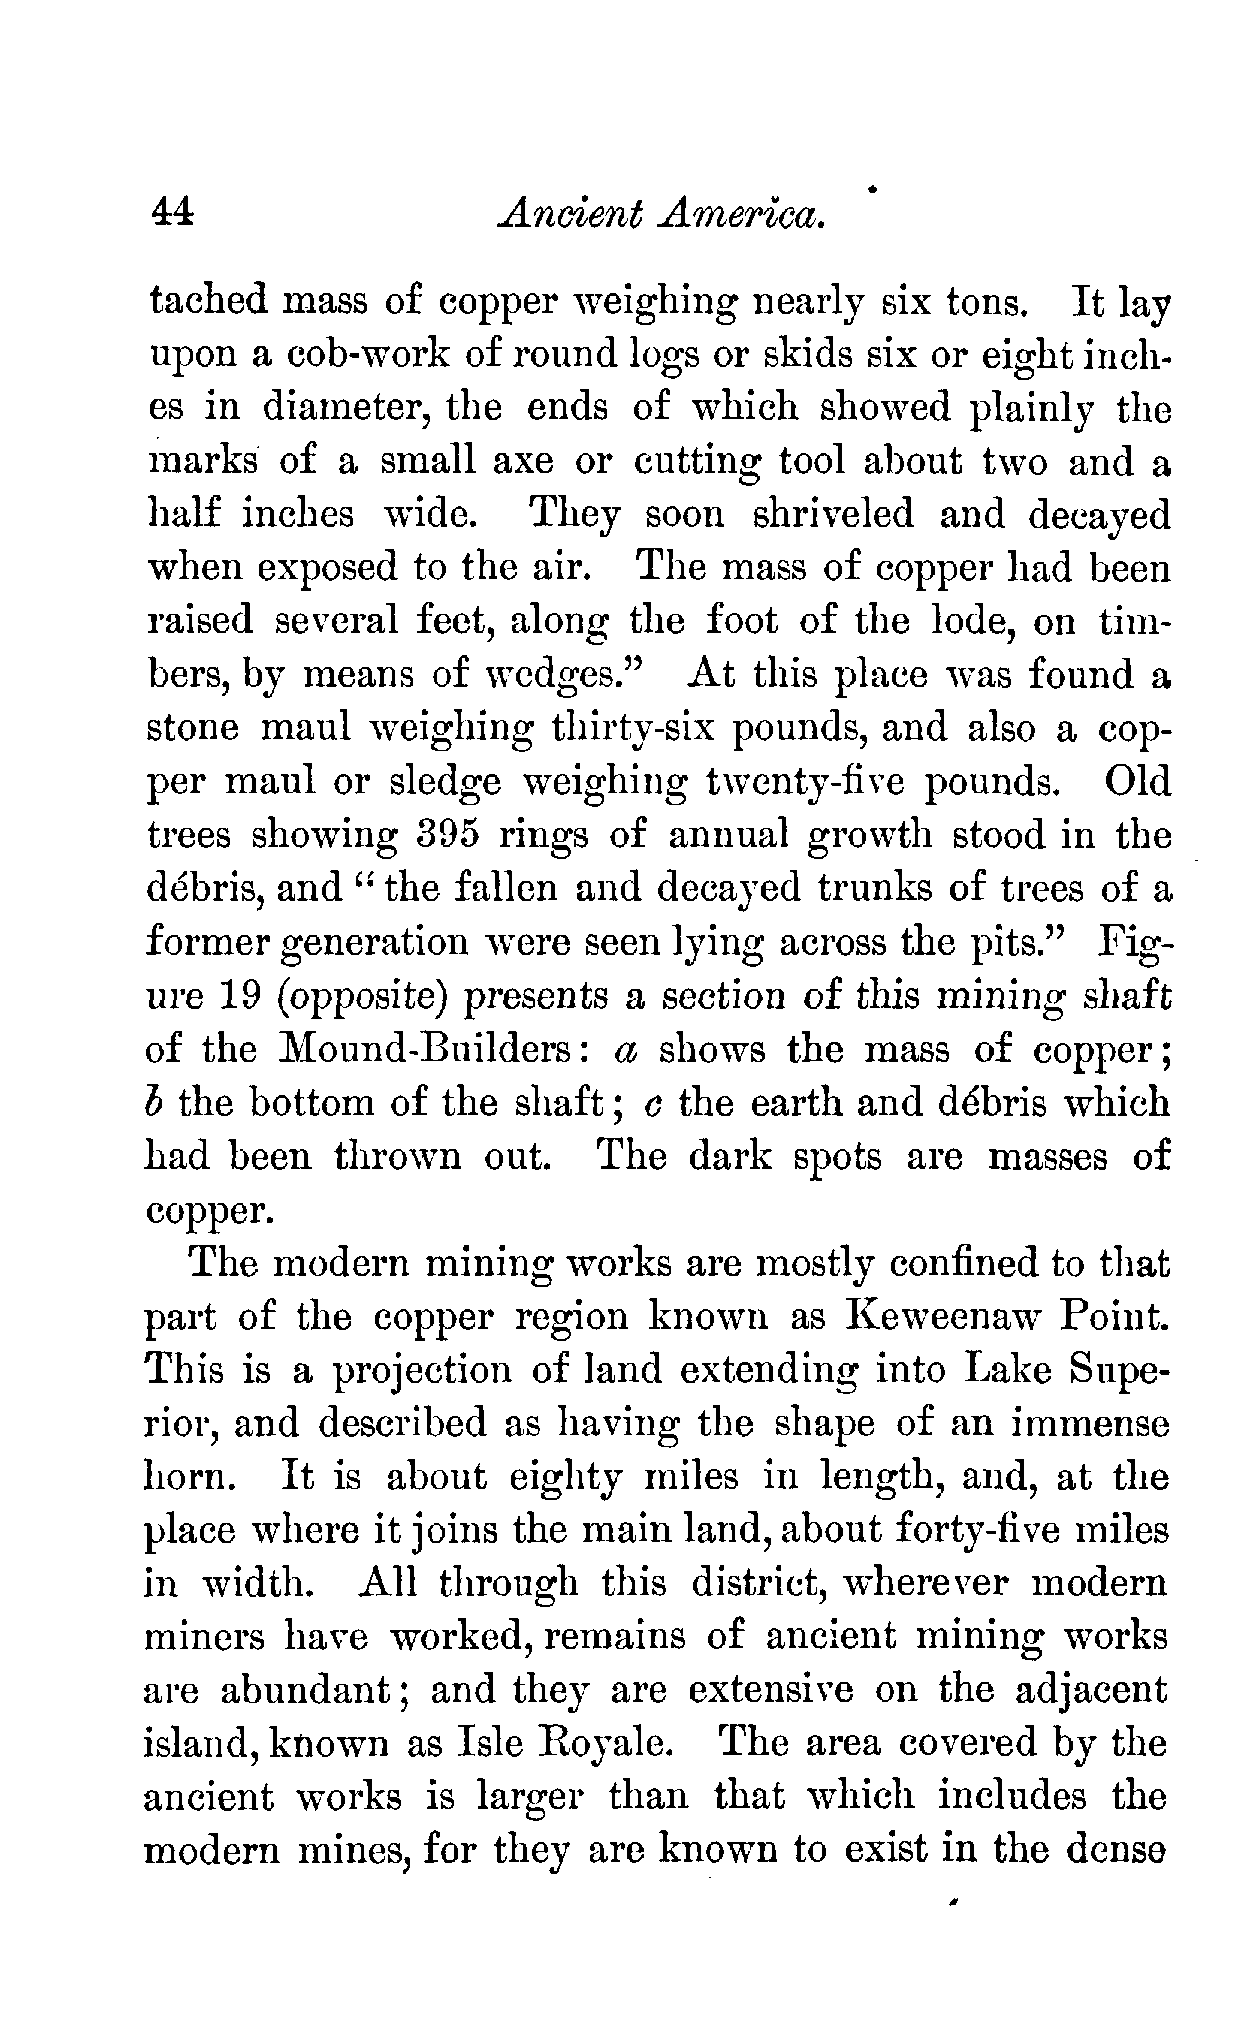 44 Ancient America.
tached mass of copper weighing nearly six tons. It lay
upon a cob-work of round logs or skids six or eight inch-
es in diameter, the ends of which showed plainly the
marks of a small axe or cutting tool about two and a
half inches wide. They soon shriveled and decayed
when exposed to the air. The mass of copper had been
raised several feet, along the foot of the lode, on tim-
bers, by means of wedges." At this place was found a
stone maul weighing thirty-six pounds, and also a cop-
per maul or sledge weighing twenty-five pounds. Old
trees showing 395 rings of annual growth stood in the
débris, and "the fallen and decayed trunks of trees of a
former generation were seen lying across the pits." Fig-
ure 19 (opposite) presents a section of this mining shaft
of the Mound-Builders: a shows the mass of copper;
b the bottom of the shaft; c the earth and débris which
had been thrown out. The dark spots are masses of
copper.
The modern mining works are mostly confined to that
part of the copper region known as Keweenaw Point.
This is a projection of land extending into Lake Supe-
rior, and described as having the shape of an immense
horn. It is about eighty miles in length, and, at the
place where it joins the main land, about forty-five miles
in width. All through this district, wherever modern
miners have worked, remains of ancient mining works
are abundant; and they are extensive on the adjacent
island, known as Isle Royale. The area covered by the
ancient works is larger than that which includes the
modern mines, for they are known to exist in the dense